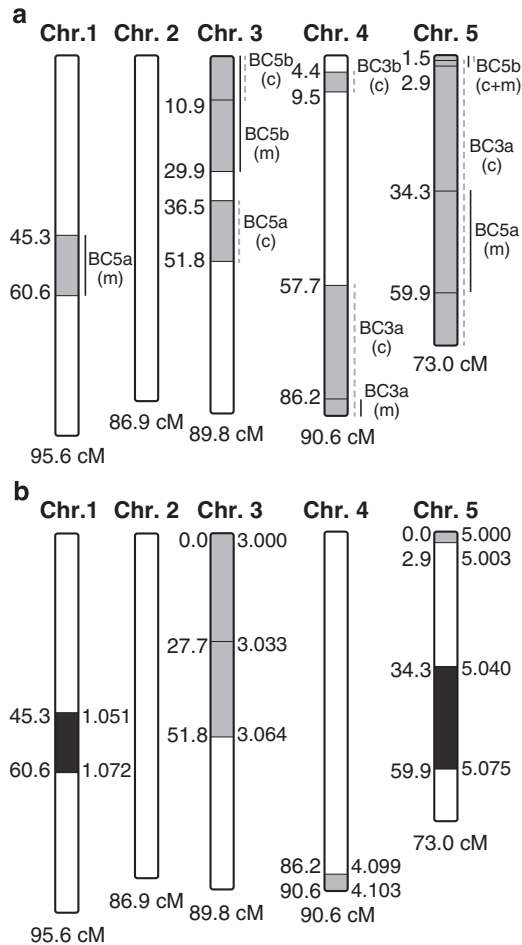 a
Chr.1 Chr. 2 Chr. 3 Chr. 4 Chr. 5
BC5b
(c)
10.9
BC5b
(m)
29.9
36.5
BC5a
(c)
51.8
45.3
BC5a
(m)
60.6
4.4
BC3b
(c)
9.5
57.7
BC3a
(c)
86.2
BC3a
(m)
1.5
BC5b
(c+m)
2.9
BC3a
(c)
34.3
BC5a
(m)
59.9
73.0 cM
86.9 cM
89.8 cM
90.6 cM
95.6 cM
b
Chr.1 Chr. 2 Chr. 3 Chr. 4 Chr. 5
0.0 3.000
27.7 3.033
51.8 3.064
0.0 5.000
2.9 5.003
34.3 5.040
59.9 5.075
45.3 1.051
60.6 1.072
86.2 4.099
90.6 4.103
73.0 cM
86.9 cM
89.8 cM
90.6 cM
95.6 cM